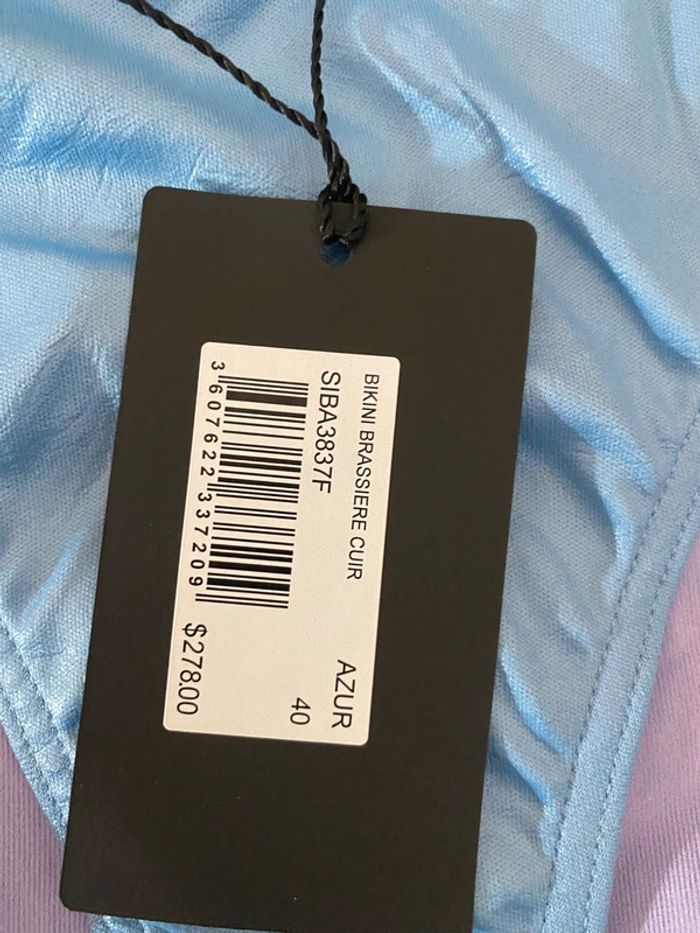 BIKINI BRASSIERE CUIR
SIBA3837F
AZUR
40
3 607622 337209
$278.00